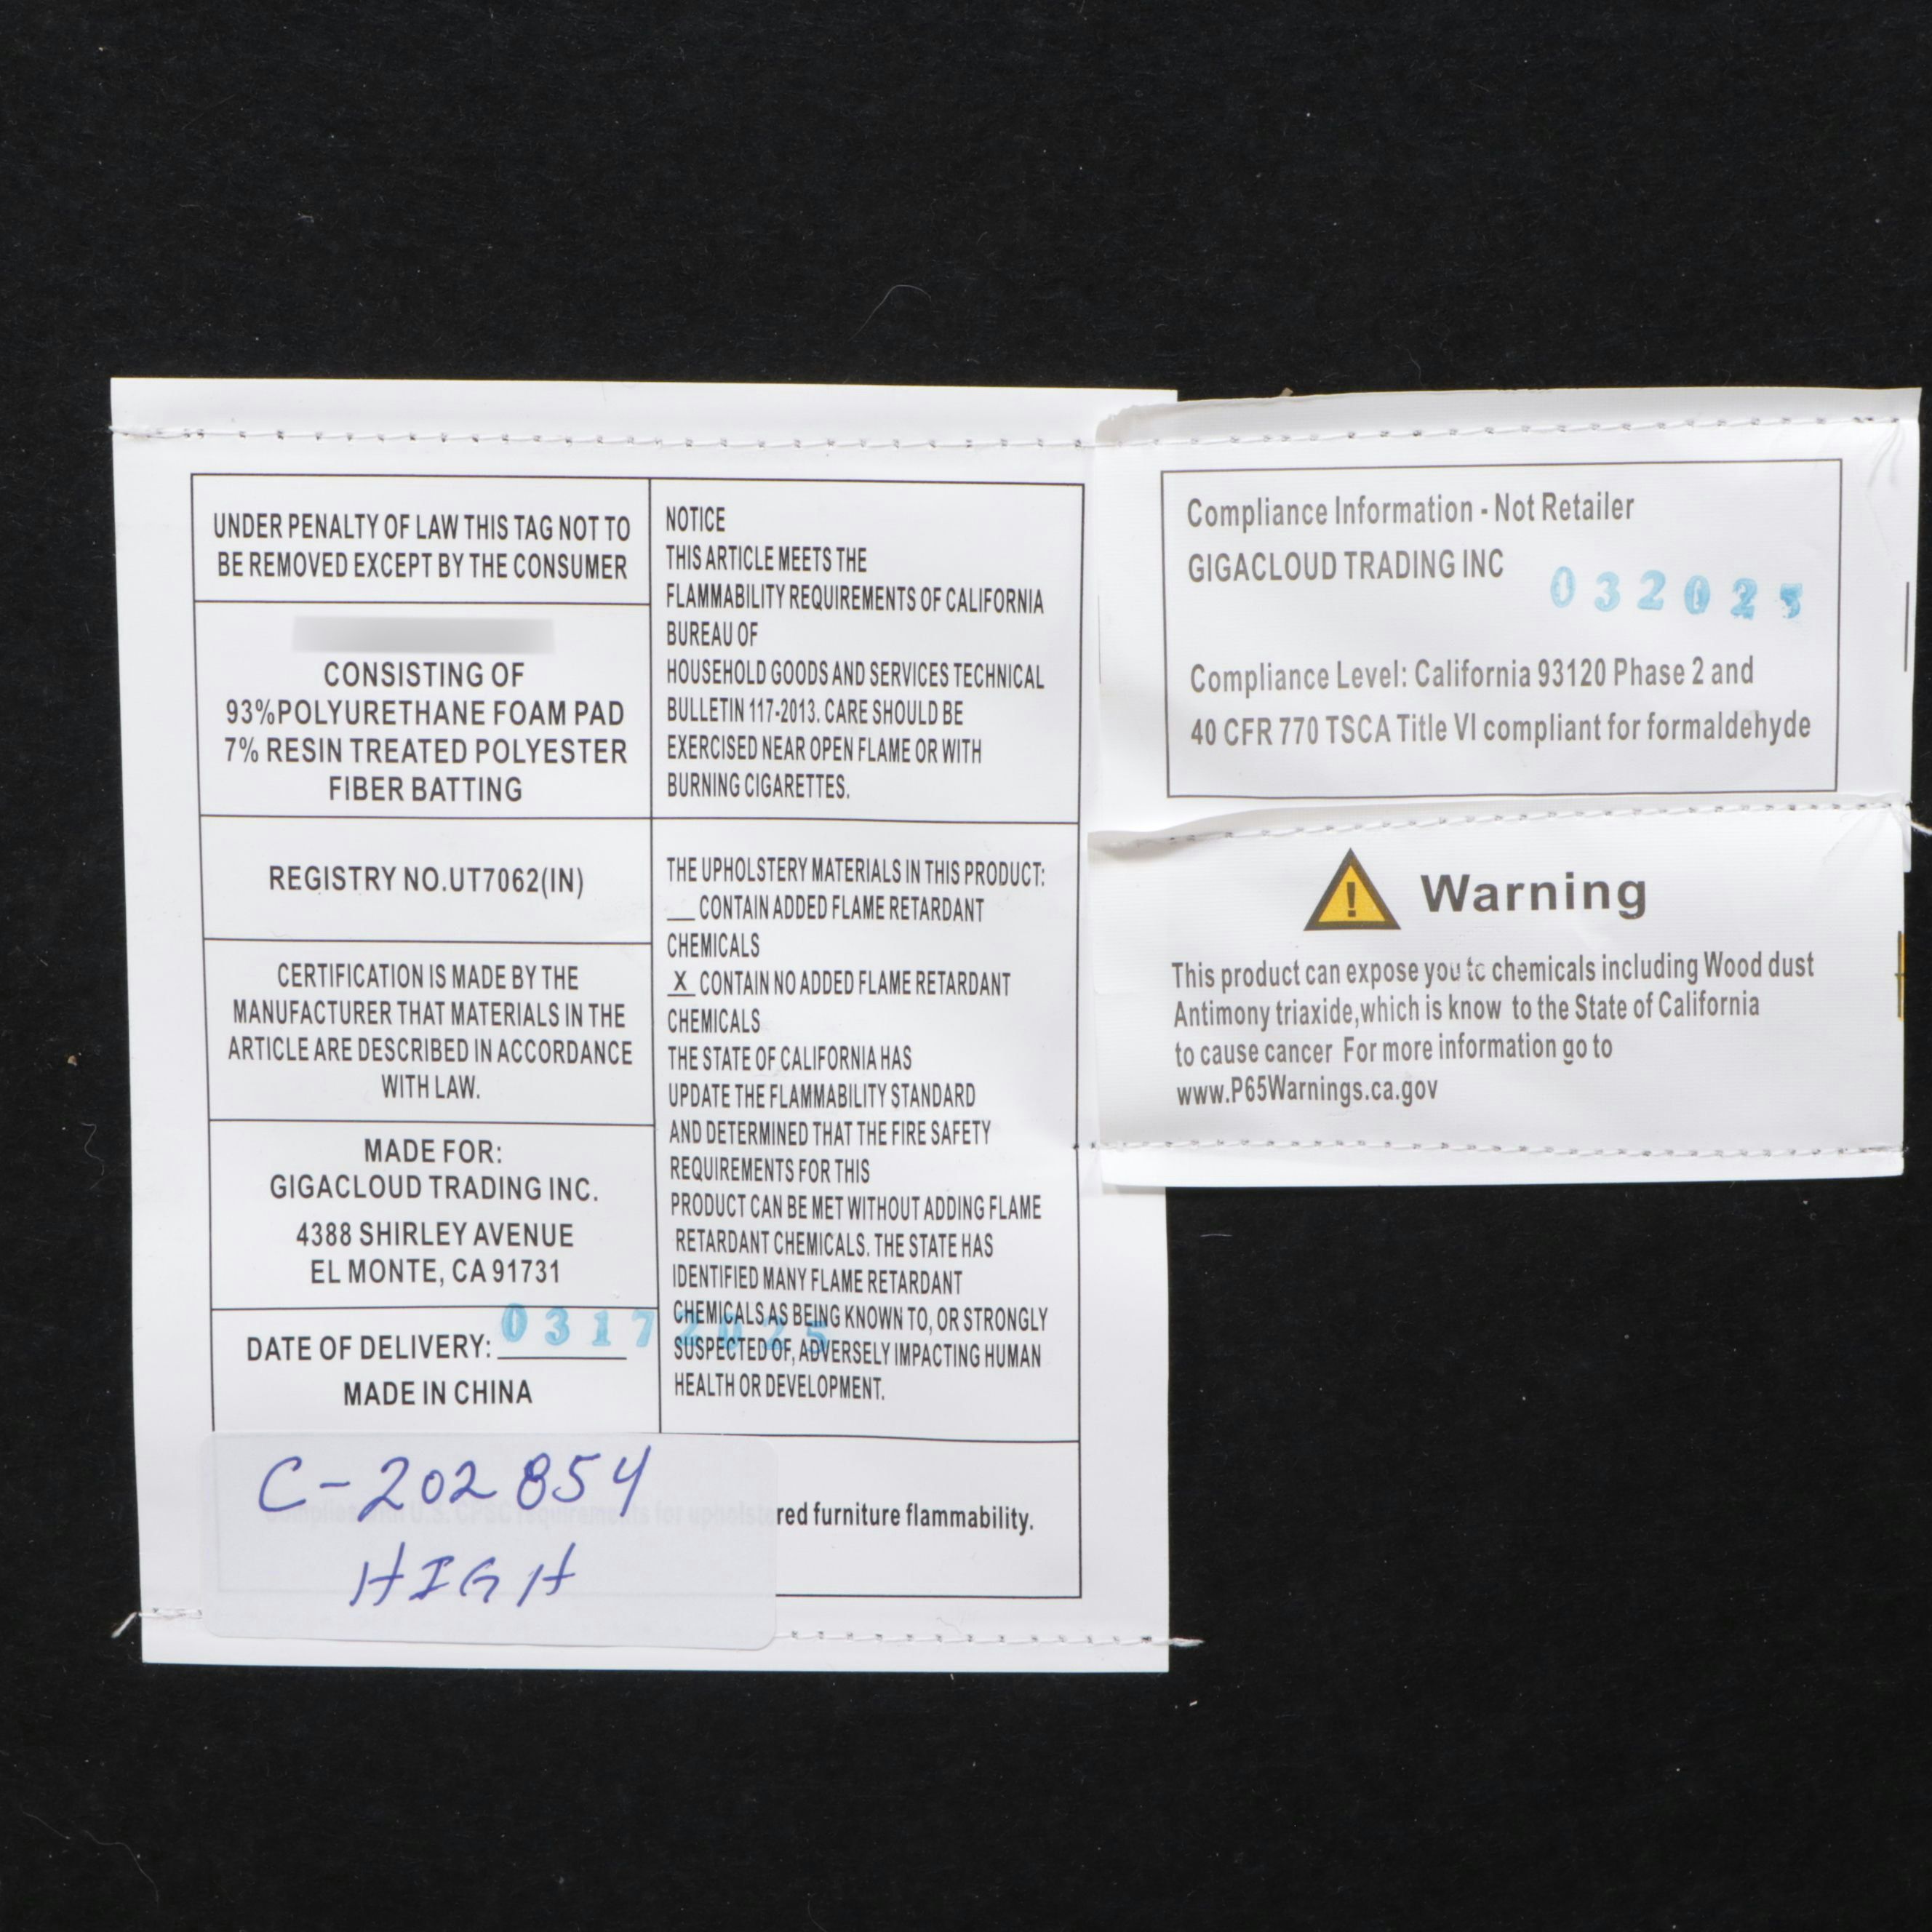 UNDER PENALTY OF LAW THIS TAG NOT TO
BE REMOVED EXCEPT BY THE CONSUMER
CONSISTING OF
93%POLYURETHANE FOAM PAD
7% RESIN TREATED POLYESTER
FIBER BATTING
REGISTRY NO.UT7062(IN)
CERTIFICATION IS MADE BY THE
MANUFACTURER THAT MATERIALS IN THE
ARTICLE ARE DESCRIBED IN ACCORDANCE
WITH LAW.
MADE FOR:
GIGACLOUD TRADING INC.
4388 SHIRLEY AVENUE
EL MONTE, CA 91731
DATE OF DELIVERY: 03172025
MADE IN CHINA
NOTICE
THIS ARTICLE MEETS THE
FLAMMABILITY REQUIREMENTS OF CALIFORNIA
BUREAU OF
HOUSEHOLD GOODS AND SERVICES TECHNICAL
BULLETIN 117-2013. CARE SHOULD BE
EXERCISED NEAR OPEN FLAME OR WITH
BURNING CIGARETTES.
THE UPHOLSTERY MATERIALS IN THIS PRODUCT:
__ CONTAIN ADDED FLAME RETARDANT
CHEMICALS
X CONTAIN NO ADDED FLAME RETARDANT
CHEMICALS
THE STATE OF CALIFORNIA HAS
UPDATE THE FLAMMABILITY STANDARD
AND DETERMINED THAT THE FIRE SAFETY
REQUIREMENTS FOR THIS
PRODUCT CAN BE MET WITHOUT ADDING FLAME
RETARDANT CHEMICALS. THE STATE HAS
IDENTIFIED MANY FLAME RETARDANT
CHEMICALS AS BEING KNOWN TO, OR STRONGLY
SUSPECTED OF, ADVERSELY IMPACTING HUMAN
HEALTH OR DEVELOPMENT.
C-202854
HIGH
U.S. CPSC requirements for upholstered furniture flammability.
Compliance Information - Not Retailer
GIGACLOUD TRADING INC
032025
Compliance Level: California 93120 Phase 2 and
40 CFR 770 TSCA Title VI compliant for formaldehyde
Warning
This product can expose you to chemicals including Wood dust
Antimony triaxide,which is know to the State of California
to cause cancer For more information go to
www.P65Warnings.ca.gov